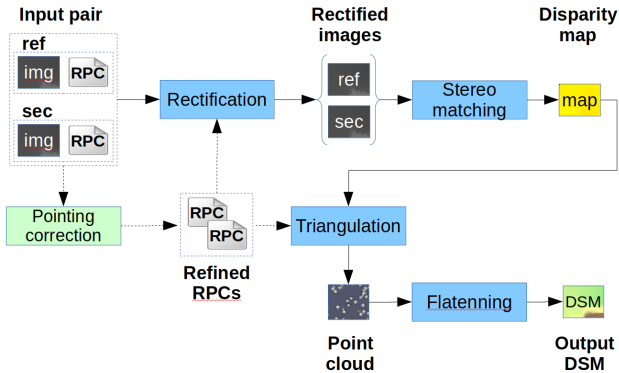 Input pair
ref
img
RPC
sec
img
RPC
Rectification
Rectified
images
ref
sec
Stereo
matching
Disparity
map
map
Pointing
correction
RPC
RPC
Refined
RPCs
Triangulation
Point
cloud
Flatenning
DSM
Output
DSM